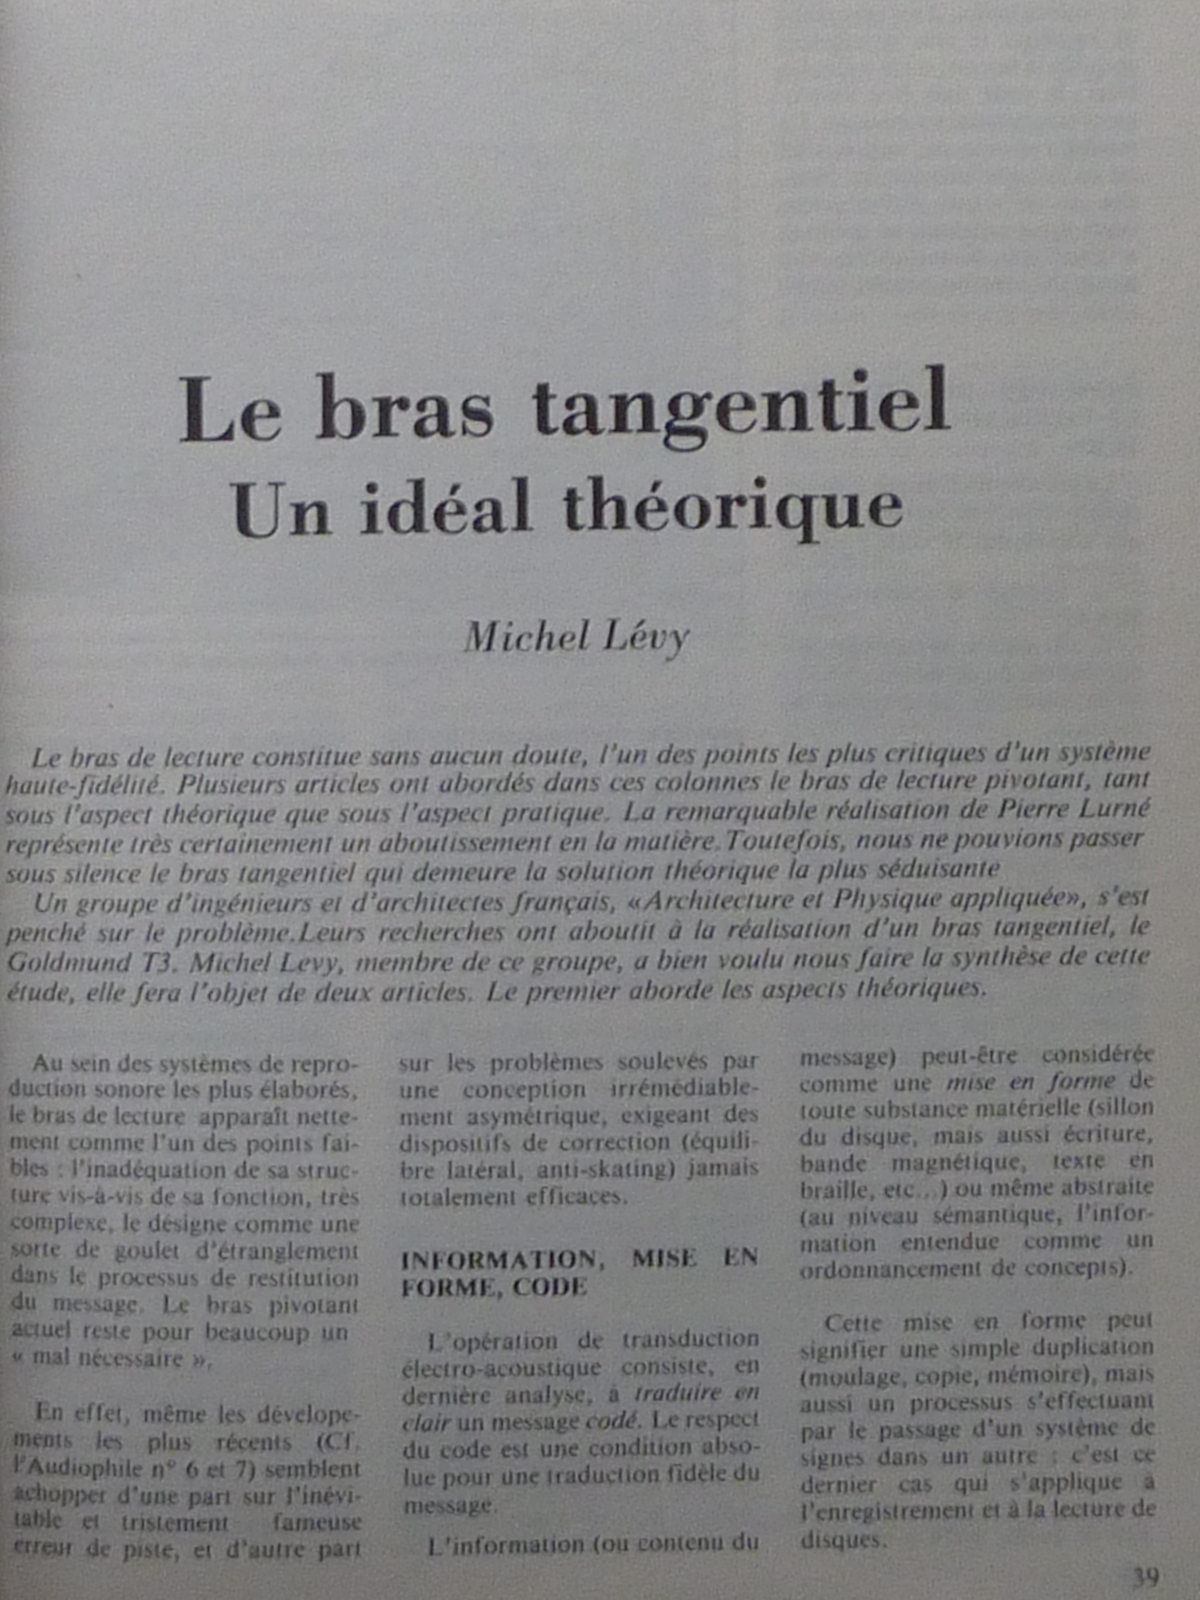 Le bras tangentiel
Un idéal théorique
Michel Lévy
Le bras de lecture constitue sans aucun doute, l'un des points les plus critiques d'un système
haute-fidélité. Plusieurs articles ont abordés dans ces colonnes le bras de lecture pivotant, tant
sous l'aspect théorique que sous l'aspect pratique. La remarquable réalisation de Pierre Lurné
représente très certainement un aboutissement en la matière. Toutefois, nous ne pouvions passer
sous silence le bras tangentiel qui demeure la solution théorique la plus séduisante
Un groupe d'ingénieurs et d'architectes français, «Architecture et Physique appliquée», s'est
penché sur le problème.Leurs recherches ont aboutit à la réalisation d'un bras tangentiel, le
Goldmund T3. Michel Levy, membre de ce groupe, a bien voulu nous faire la synthèse de cette
étude, elle fera l'objet de deux articles. Le premier aborde les aspects théoriques.
Au sein des systèmes de repro-
duction sonore les plus élaborés,
le bras de lecture apparaît nette-
ment comme l'un des points fai-
bles : l'inadéquation de sa struc-
ture vis-à-vis de sa fonction, très
complexe, le désigne comme une
sorte de goulet d'étranglement
dans le processus de restitution
du message. Le bras pivotant
actuel reste pour beaucoup un
« mal nécessaire ».
En effet, même les dévelope-
ments les plus récents (Cf.
l'Audiophile n° 6 et 7) semblent
achopper d'une part sur l'inévi-
table et tristement fameuse
erreur de piste, et d'autre part
sur les problèmes soulevés par
une conception irrémédiable-
ment asymétrique, exigeant des
dispositifs de correction (équili-
bre latéral, anti-skating) jamais
totalement efficaces.
INFORMATION, MISE EN
FORME, CODE
L'opération de transduction
électro-acoustique consiste, en
dernière analyse, à traduire en
clair un message codé. Le respect
du code est une condition abso-
lue pour une traduction fidèle du
message.
L'information (ou contenu du
message) peut-être considérée
comme une mise en forme de
toute substance matérielle (sillon
du disque, mais aussi écriture,
bande magnétique, texte en
braille, etc...) ou même abstraite
(au niveau sémantique, l'infor-
mation entendue comme un
ordonnancement de concepts).
Cette mise en forme peut
signifier une simple duplication
(moulage, copie, mémoire), mais
aussi un processus s'effectuant
par le passage d'un système de
signes dans un autre : c'est ce
dernier cas qui s'applique à
l'enregistrement et à la lecture de
disques.
39